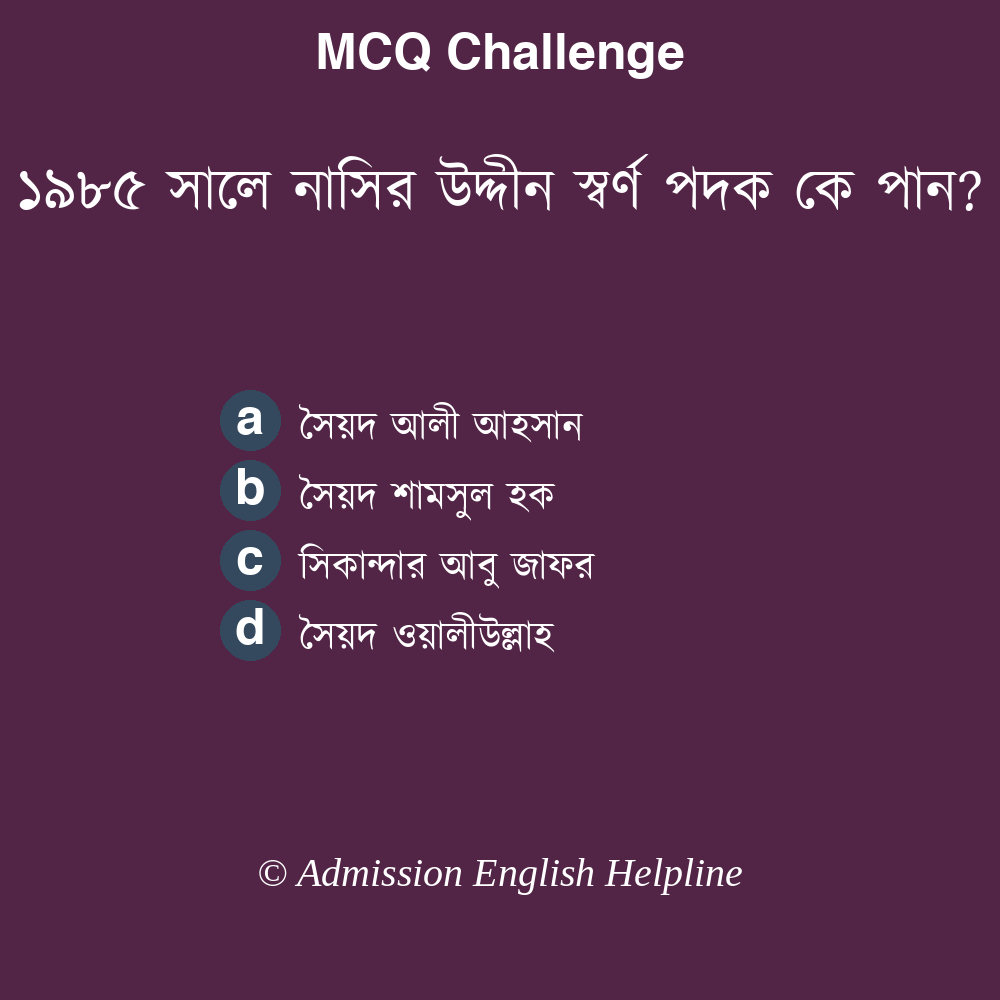 MCQ Challenge
১৯৮৫ সালে নাসির উদ্দীন স্বর্ণ পদক কে পান?
a সৈয়দ আলী আহসান
b সৈয়দ শামসুল হক
c সিকান্দার আবু জাফর
d সৈয়দ ওয়ালীউল্লাহ
© Admission English Helpline